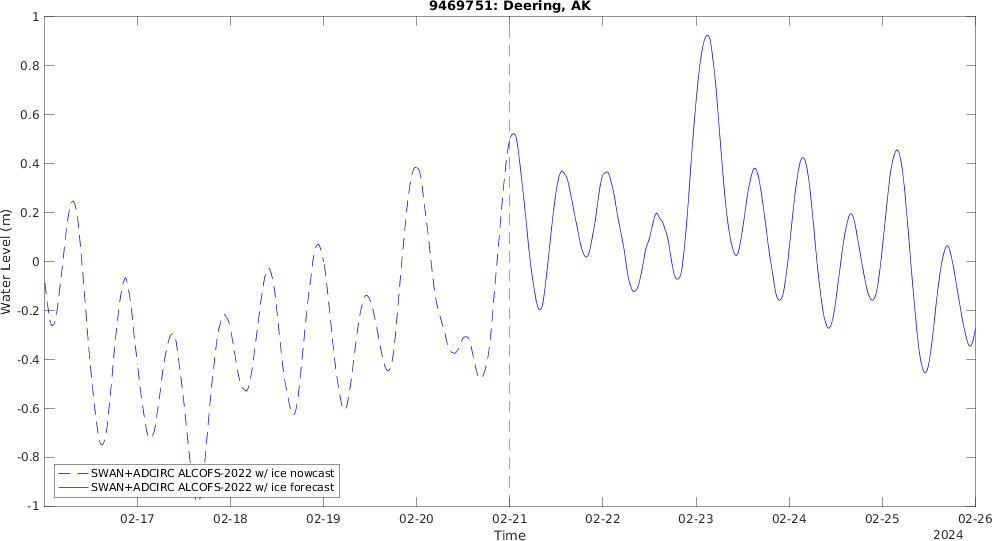 9469751: Deering, AK
1
0.8
0.6
0.4
0.2
0
-0.2
-0.4
-0.6
-0.8
-1
Water Level (m)
SWAN+ADCIRC ALCOFS-2022 w/ ice nowcast
SWAN+ADCIRC ALCOFS-2022 w/ ice forecast
02-17 02-18 02-19 02-20 02-21 02-22 02-23 02-24 02-25 02-26
Time
2024